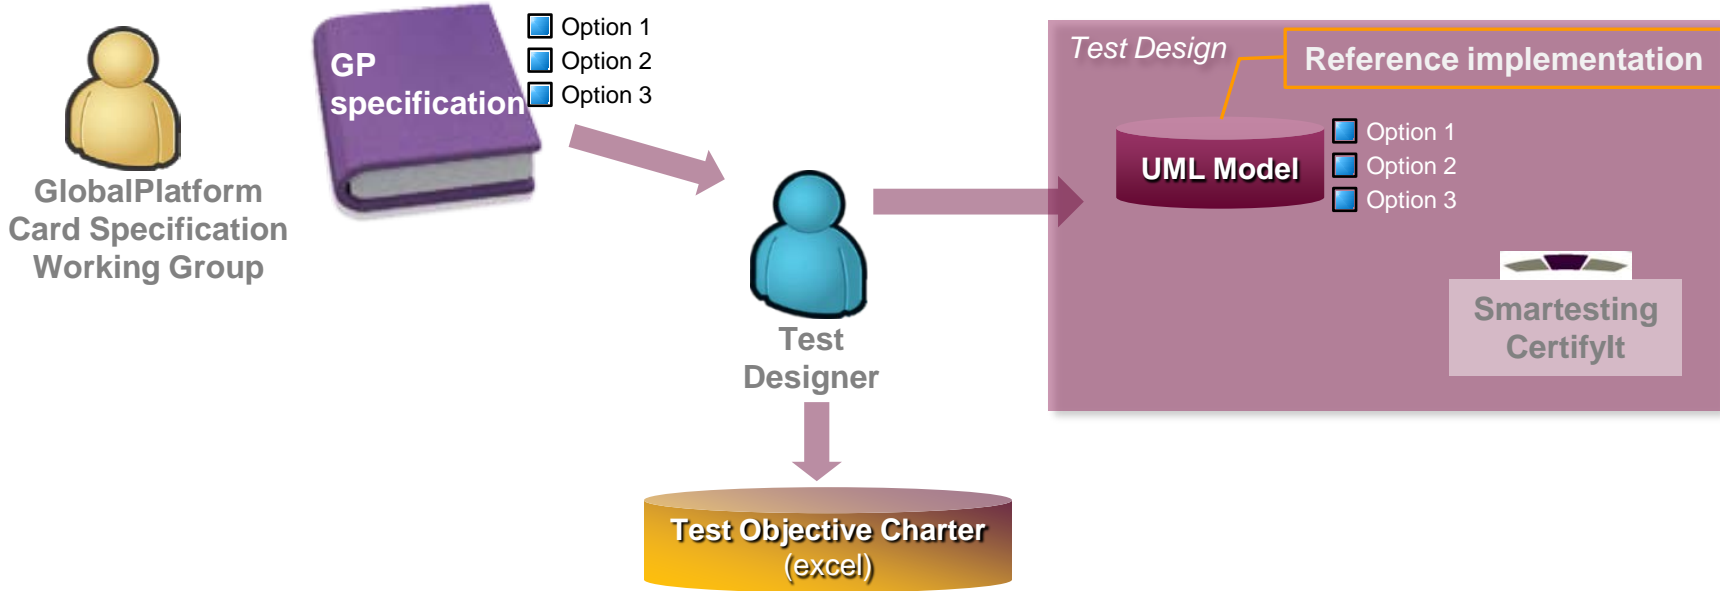 GlobalPlatform
Card Specification
Working Group
GP
specification
Option 1
Option 2
Option 3
Test
Designer
Test Objective Charter
(excel)
Test Design
Reference implementation
UML Model
Option 1
Option 2
Option 3
Smartesting
CertifyIt